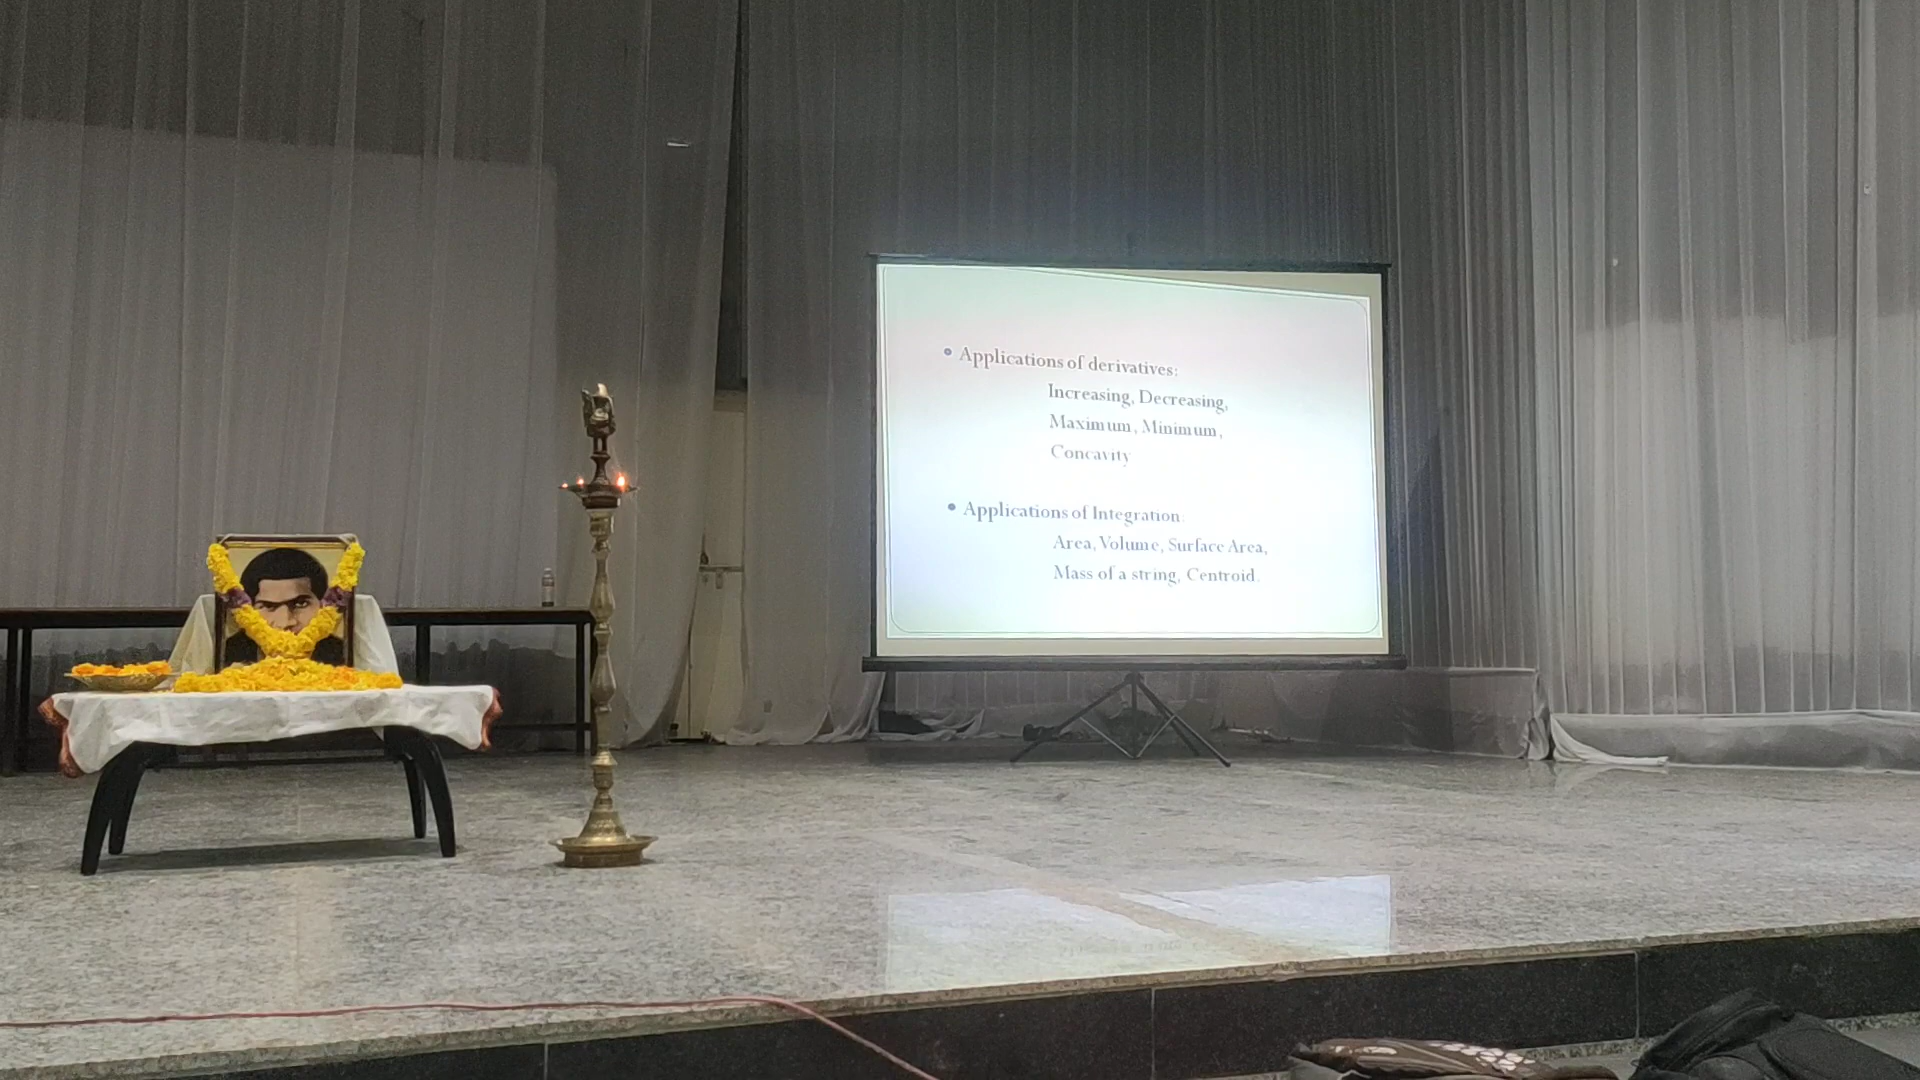 • Applications of derivatives:
Increasing, Decreasing,
Maximum, Minimum,
Concavity
• Applications of Integration:
Area, Volume, Surface Area,
Mass of a string, Centroid.